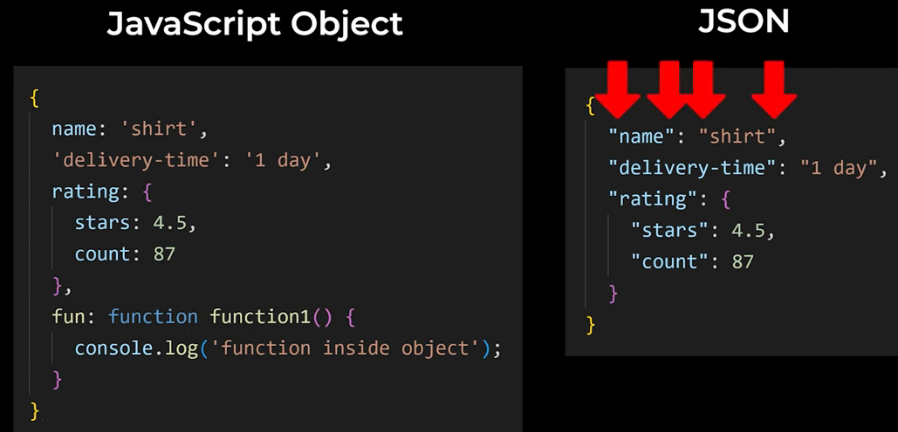 JavaScript Object
{
name: 'shirt',
'delivery-time': '1 day',
rating: {
stars: 4.5,
count: 87
},
fun: function function1() {
console.log('function inside object');
}
}
JSON
{
"name": "shirt",
"delivery-time": "1 day",
"rating": {
"stars": 4.5,
"count": 87
}
}